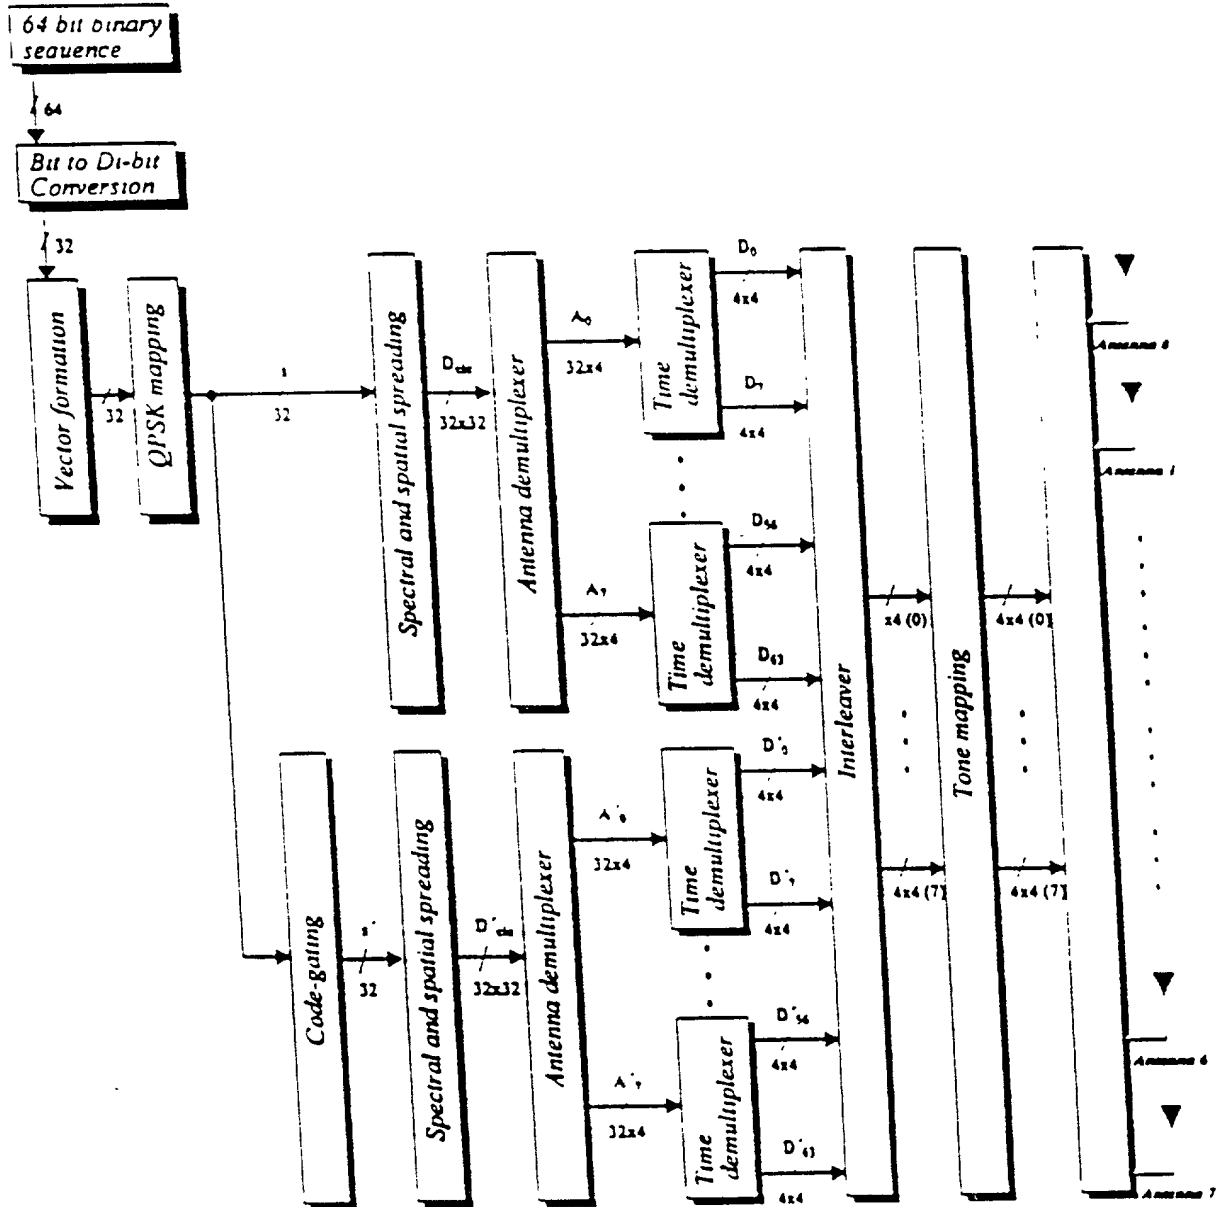 64 bit binary
seauence
64
Bit to Di-bit
Conversion
32
Vector formation
32
QPSK mapping
s
32
Spectral and spatial spreading
32x32
Antenna demultiplexer
A₀
32x4
A₇
32x4
Time
demultiplexer
D₀
4x4
D₇
4x4
Time
demultiplexer
D₅₆
4x4
D₆₃
4x4
Code-gating
s'
32
Spectral and spatial spreading
32x32
Antenna demultiplexer
A'₀
32x4
A'₇
32x4
Time
demultiplexer
D'₀
4x4
D'₇
4x4
Time
demultiplexer
D'₅₆
4x4
D'₆₃
4x4
Interleaver
x4 (0)
4x4 (7)
Tone mapping
4x4 (0)
4x4 (7)
Antenna 0
Antenna 1
Antenna 6
Antenna 7